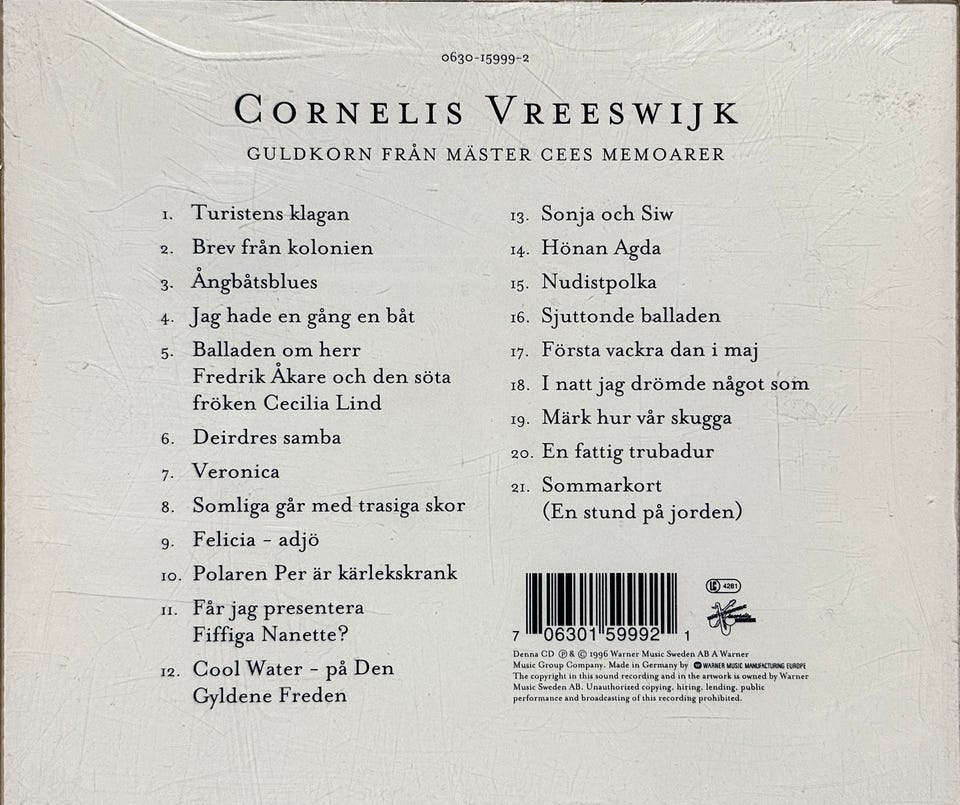 0630-15999-2
CORNELIS VREESWIJK
GULDKORN FRÅN MÄSTER CEES MEMOARER
1. Turistens klagan
2. Brev från kolonien
3. Ångbåtsblues
4. Jag hade en gång en båt
5. Balladen om herr
Fredrik Åkare och den söta
fröken Cecilia Lind
6. Deirdres samba
7. Veronica
8. Somliga går med trasiga skor
9. Felicia – adjö
10. Polaren Per är kärlekskrank
11. Får jag presentera
Fiffiga Nanette?
12. Cool Water – på Den
Gyldene Freden
13. Sonja och Siw
14. Hönan Agda
15. Nudistpolka
16. Sjuttonde balladen
17. Första vackra dan i maj
18. I natt jag drömde något som
19. Märk hur vår skugga
20. En fattig trubadur
21. Sommarkort
(En stund på jorden)
LC 4281
7 06301 59992 1
Denna CD ℗ & © 1996 Warner Music Sweden AB A Warner
Music Group Company. Made in Germany by WARNER MUSIC MANUFACTURING EUROPE
The copyright in this sound recording and in the artwork is owned by Warner
Music Sweden AB. Unauthorized copying, hiring, lending, public
performance and broadcasting of this recording prohibited.